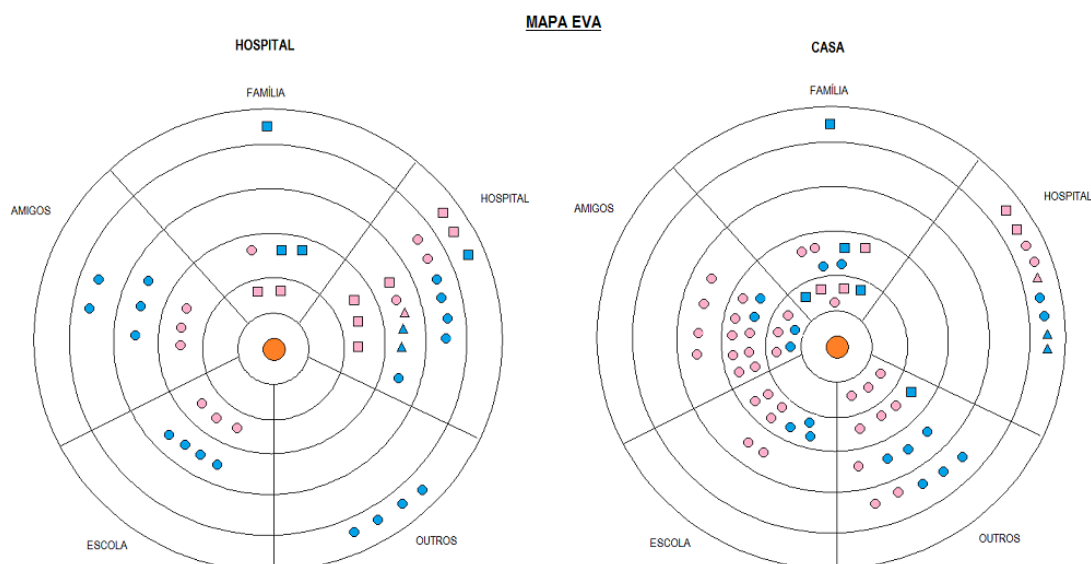 MAPA EVA
HOSPITAL
FAMÍLIA
AMIGOS
HOSPITAL
ESCOLA
OUTROS
CASA
FAMÍLIA
AMIGOS
HOSPITAL
ESCOLA
OUTROS